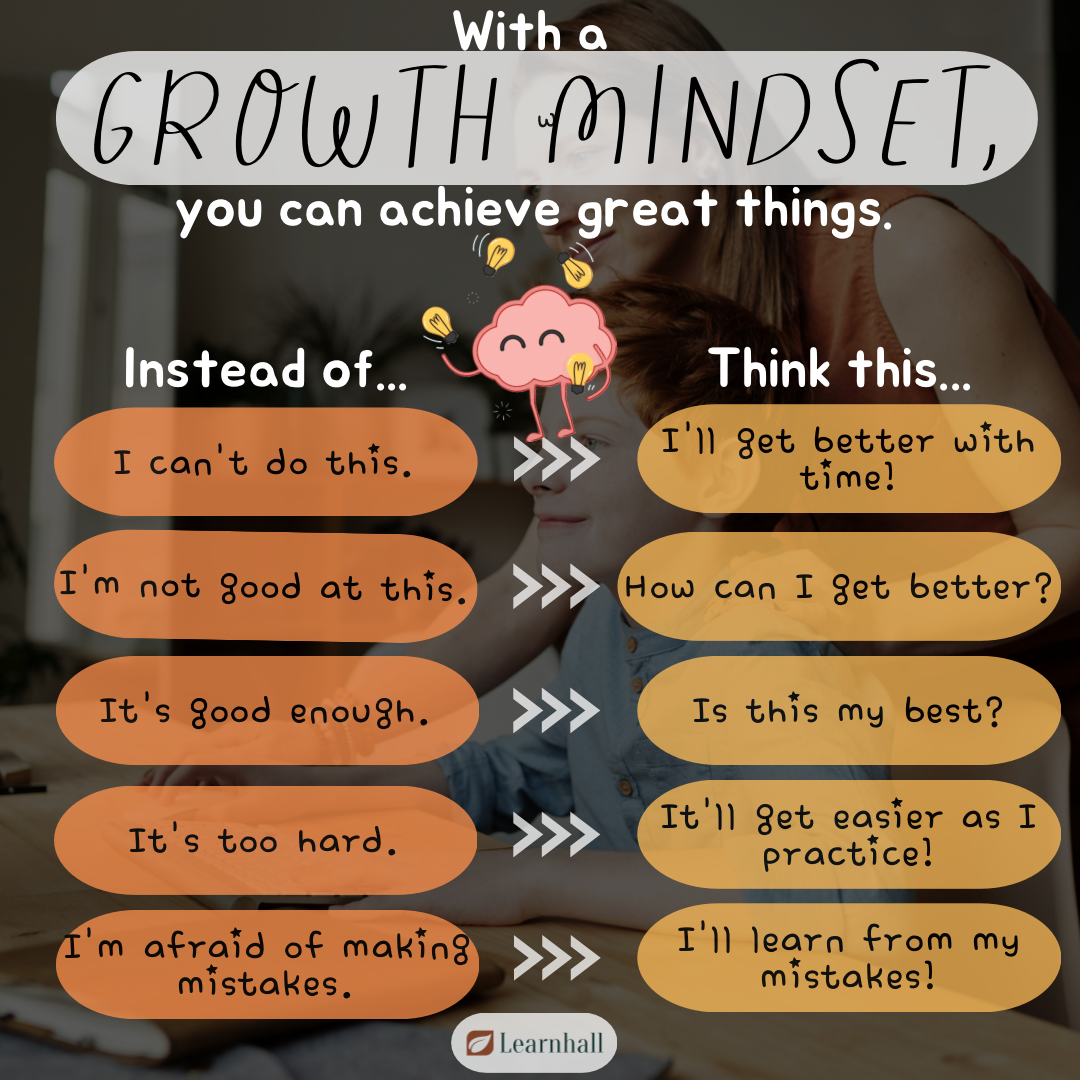 With a
GROWTH MINDSET,
w
you can achieve great things.
Instead of...
Think this...
I can't do this.
I'll get better with
time!
I'm not good at this.
How can I get better?
It's good enough.
Is this my best?
It's too hard.
It'll get easier as I
practice!
I'm afraid of making
mistakes.
I'll learn from my
mistakes!
Learnhall